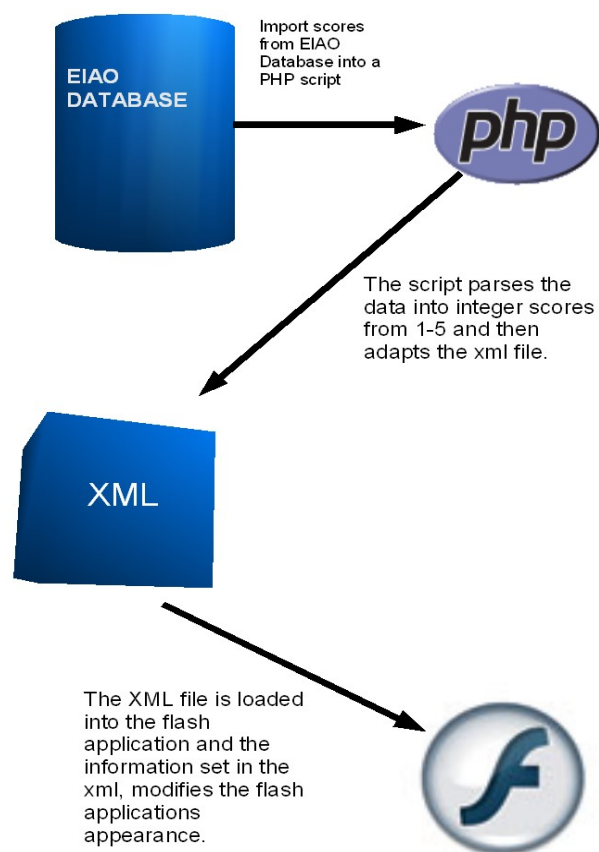 Import scores
from EIAO
Database into a
PHP script
EIAO
DATABASE
php
The script parses the
data into integer scores
from 1-5 and then
adapts the xml file.
XML
The XML file is loaded
into the flash
application and the
information set in the
xml, modifies the flash
applications
appearance.